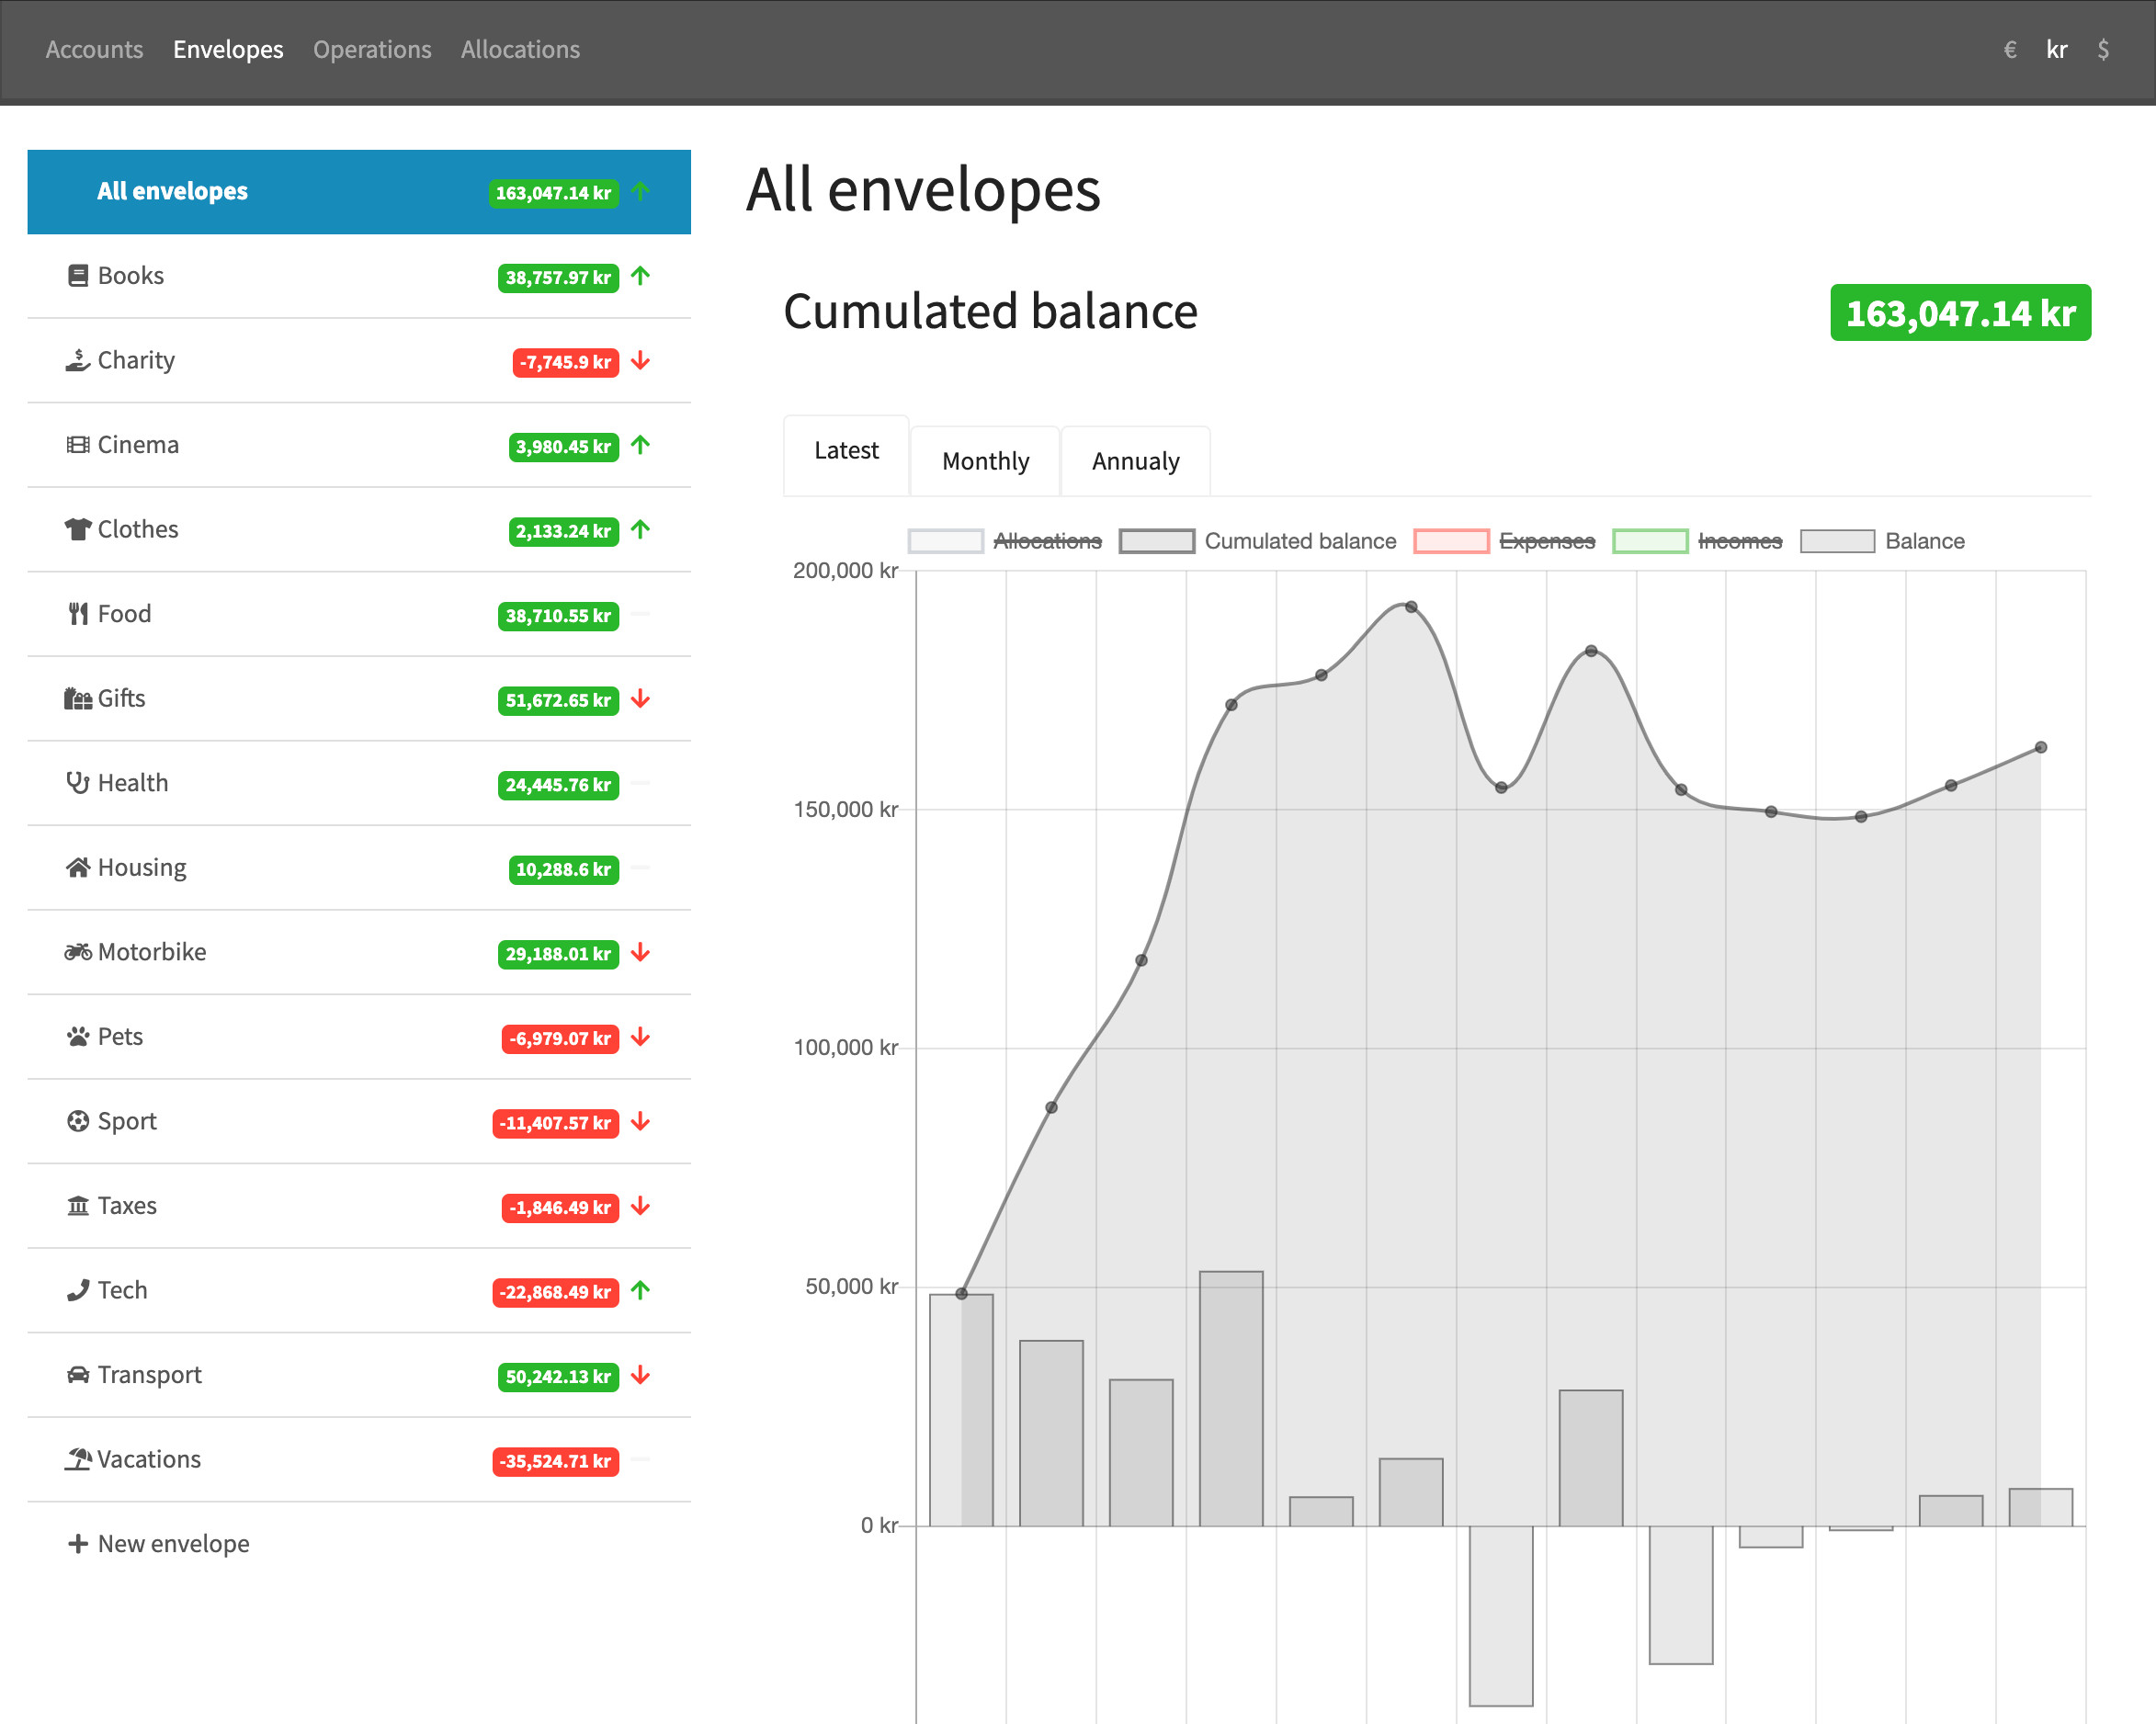 Accounts Envelopes Operations Allocations € kr $
All envelopes 163,047.14 kr
Books 38,757.97 kr
Charity -7,745.9 kr
Cinema 3,980.45 kr
Clothes 2,133.24 kr
Food 38,710.55 kr
Gifts 51,672.65 kr
Health 24,445.76 kr
Housing 10,288.6 kr
Motorbike 29,188.01 kr
Pets -6,979.07 kr
Sport -11,407.57 kr
Taxes -1,846.49 kr
Tech -22,868.49 kr
Transport 50,242.13 kr
Vacations -35,524.71 kr
New envelope
All envelopes
Cumulated balance 163,047.14 kr
Latest Monthly Annualy
Allocations Cumulated balance Expenses Incomes Balance
200,000 kr
150,000 kr
100,000 kr
50,000 kr
0 kr